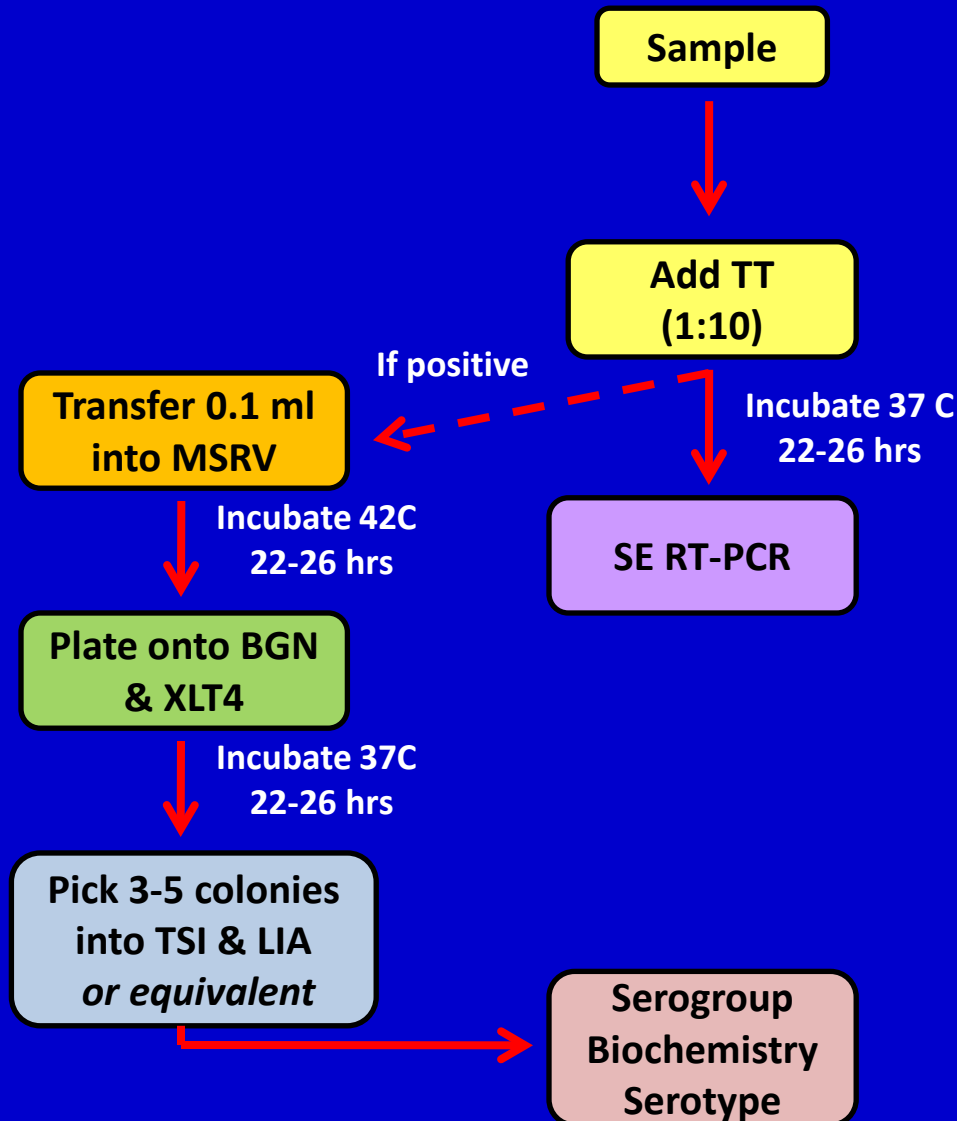 Sample
Add TT
(1:10)
If positive
Incubate 37 C
22-26 hrs
Transfer 0.1 ml
into MSRV
SE RT-PCR
Incubate 42C
22-26 hrs
Plate onto BGN
& XLT4
Incubate 37C
22-26 hrs
Pick 3-5 colonies
into TSI & LIA
or equivalent
Serogroup
Biochemistry
Serotype